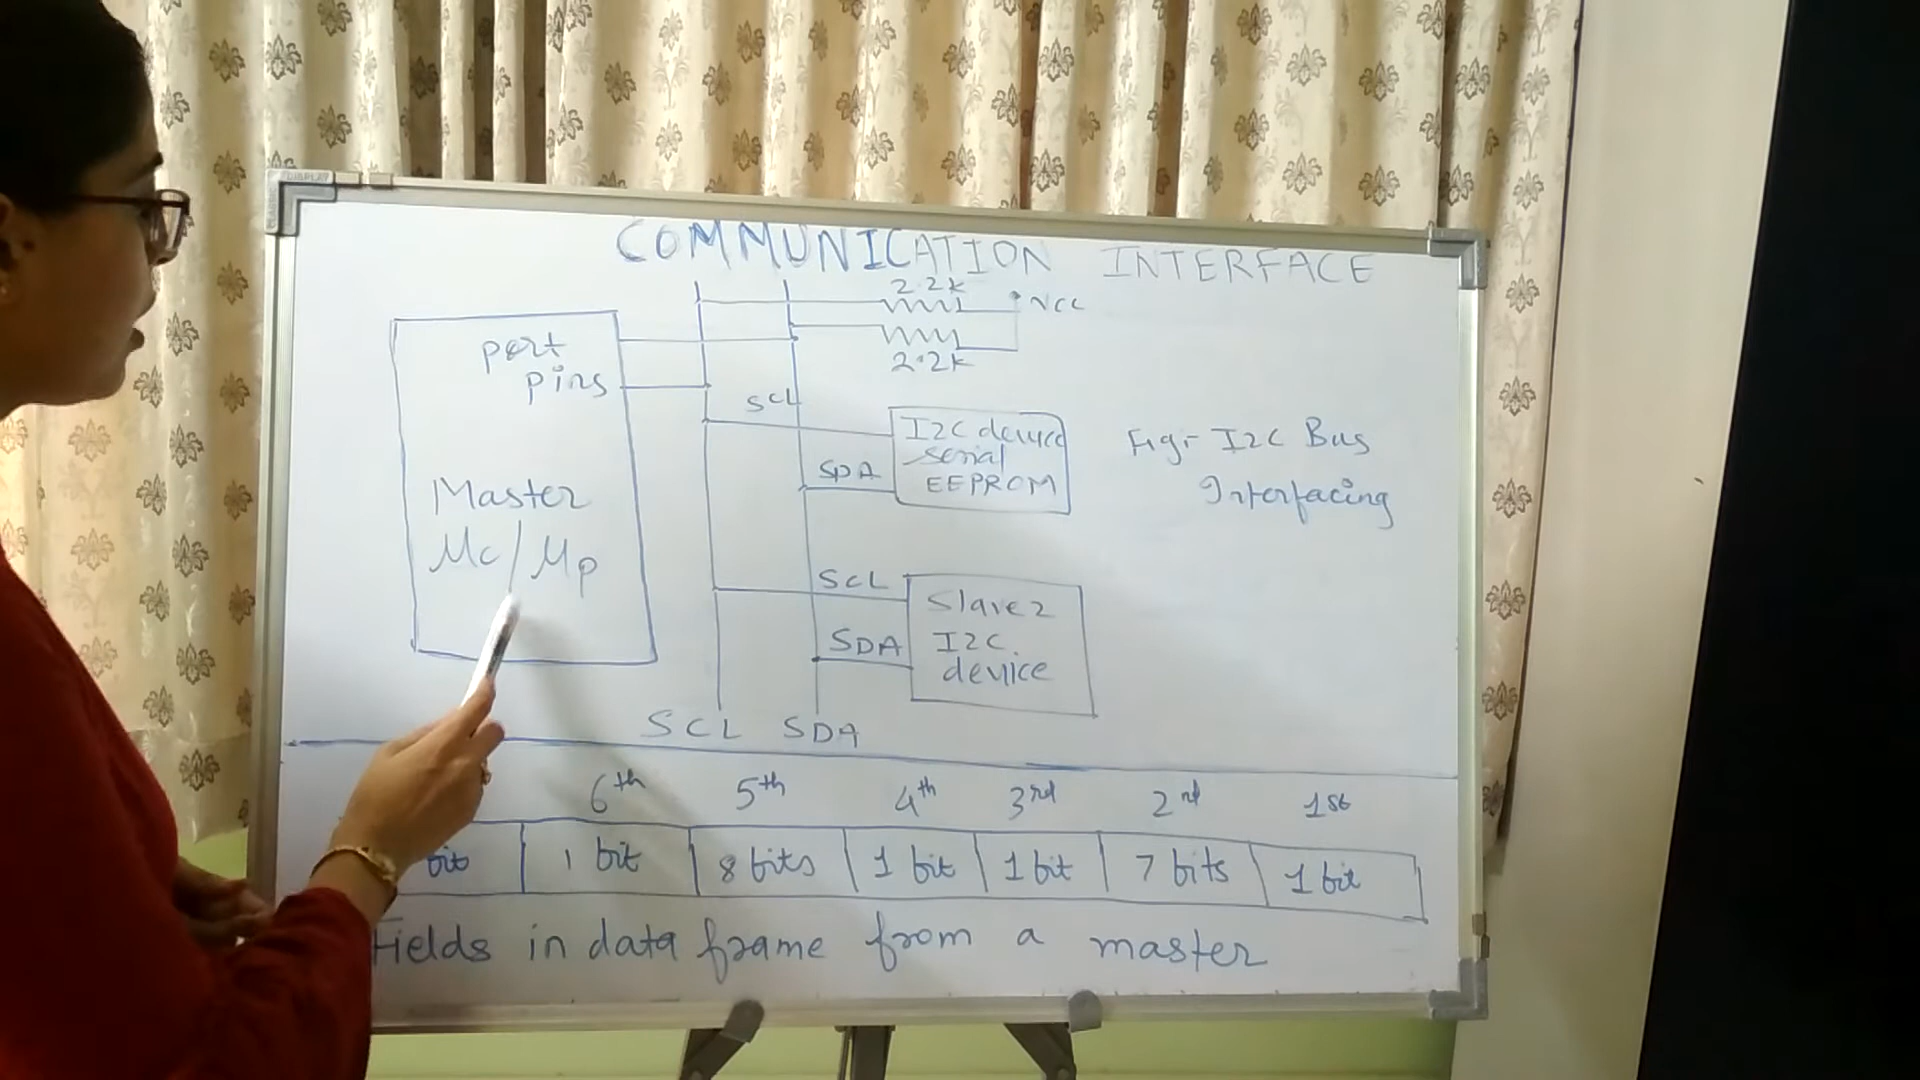 COMMUNICATION INTERFACE
2.2K
VCC
2.2K
port
pins
SCL
I2C device
serial
EEPROM
SDA
Fig:- I2C Bus
Interfacing
Master
Mc/Mp
SCL
Slave 2
SDA
I2C
device
SCL SDA
6th 5th 4th 3rd 2nd 1st
bit 1 bit 8 bits 1 bit 1 bit 7 bits 1 bit
Fields in data frame from a master